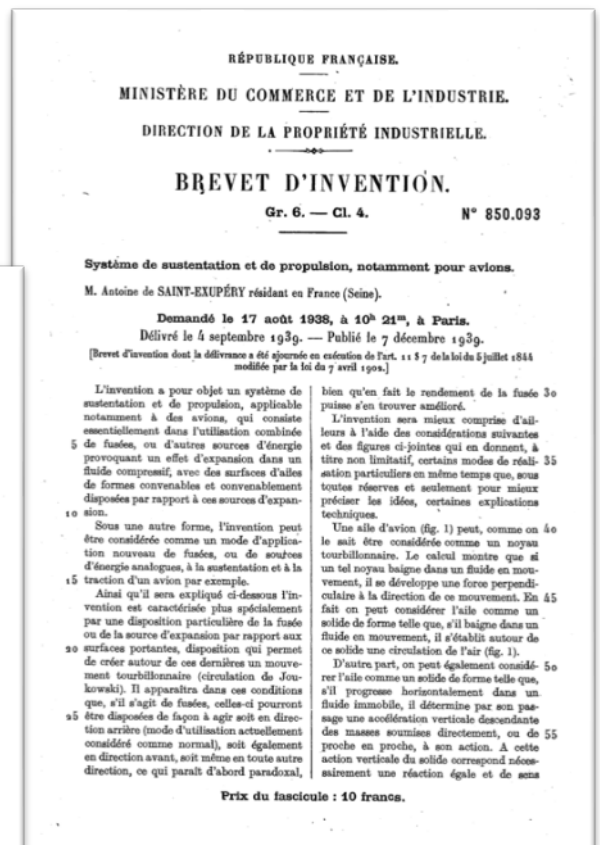 RÉPUBLIQUE FRANÇAISE.
MINISTÈRE DU COMMERCE ET DE L'INDUSTRIE.
DIRECTION DE LA PROPRIÉTÉ INDUSTRIELLE.
BREVET D'INVENTION.
Gr. 6. — Cl. 4. N° 850.093
Système de sustentation et de propulsion, notamment pour avions.
M. Antoine de SAINT-EXUPÉRY résidant en France (Seine).
Demandé le 17 août 1938, à 10h 21m, à Paris.
Délivré le 4 septembre 1939. — Publié le 7 décembre 1939.
[Brevet d'invention dont la délivrance a été ajournée en exécution de l'art. 11 § 7 de la loi du 5 juillet 1844
modifiée par la loi du 7 avril 1902.]
L'invention a pour objet un système de
sustentation et de propulsion, applicable
notamment à des avions, qui consiste
essentiellement dans l'utilisation combinée
5 de fusées, ou d'autres sources d'énergie
provoquant un effet d'expansion dans un
fluide compressif, avec des surfaces d'ailes
de formes convenables et convenablement
disposées par rapport à ces sources d'expan-
10 sion.
Sous une autre forme, l'invention peut
être considérée comme un mode d'applica-
tion nouveau de fusées, ou de sources
d'énergie analogues, à la sustentation et à la
15 traction d'un avion par exemple.
Ainsi qu'il sera expliqué ci-dessous l'in-
vention est caractérisée plus spécialement
par une disposition particulière de la fusée
ou de la source d'expansion par rapport aux
20 surfaces portantes, disposition qui permet
de créer autour de ces dernières un mouve-
ment tourbillonnaire (circulation de Jou-
kowski). Il apparaîtra dans ces conditions
que, s'il s'agit de fusées, celles-ci pourront
25 être disposées de façon à agir soit en direc-
tion arrière (mode d'utilisation actuellement
considéré comme normal), soit également
en direction avant, soit même en toute autre
direction, ce qui paraît d'abord paradoxal,
bien qu'en fait le rendement de la fusée 30
puisse s'en trouver amélioré.
L'invention sera mieux comprise d'ail-
leurs à l'aide des considérations suivantes
et des figures ci-jointes qui en donnent, à
titre non limitatif, certains modes de réali- 35
sation particuliers en même temps que, sous
toutes réserves et seulement pour mieux
préciser les idées, certaines explications
techniques.
Une aile d'avion (fig. 1) peut, comme on 40
le sait être considérée comme un noyau
tourbillonnaire. Le calcul montre que si
un tel noyau baigne dans un fluide en mou-
vement, il se développe une force perpendi-
culaire à la direction de ce mouvement. En 45
fait on peut considérer l'aile comme un
solide de forme telle que, s'il baigne dans un
fluide en mouvement, il s'établit autour de
ce solide une circulation de l'air (fig. 1).
D'autre part, on peut également considé- 50
rer l'aile comme un solide de forme telle que,
s'il progresse horizontalement dans un
fluide immobile, il détermine par son pas-
sage une accélération verticale descendante
des masses soumises directement, ou de 55
proche en proche, à son action. A cette
action verticale du solide correspond néces-
sairement une réaction égale et de sens
Prix du fascicule : 10 francs.